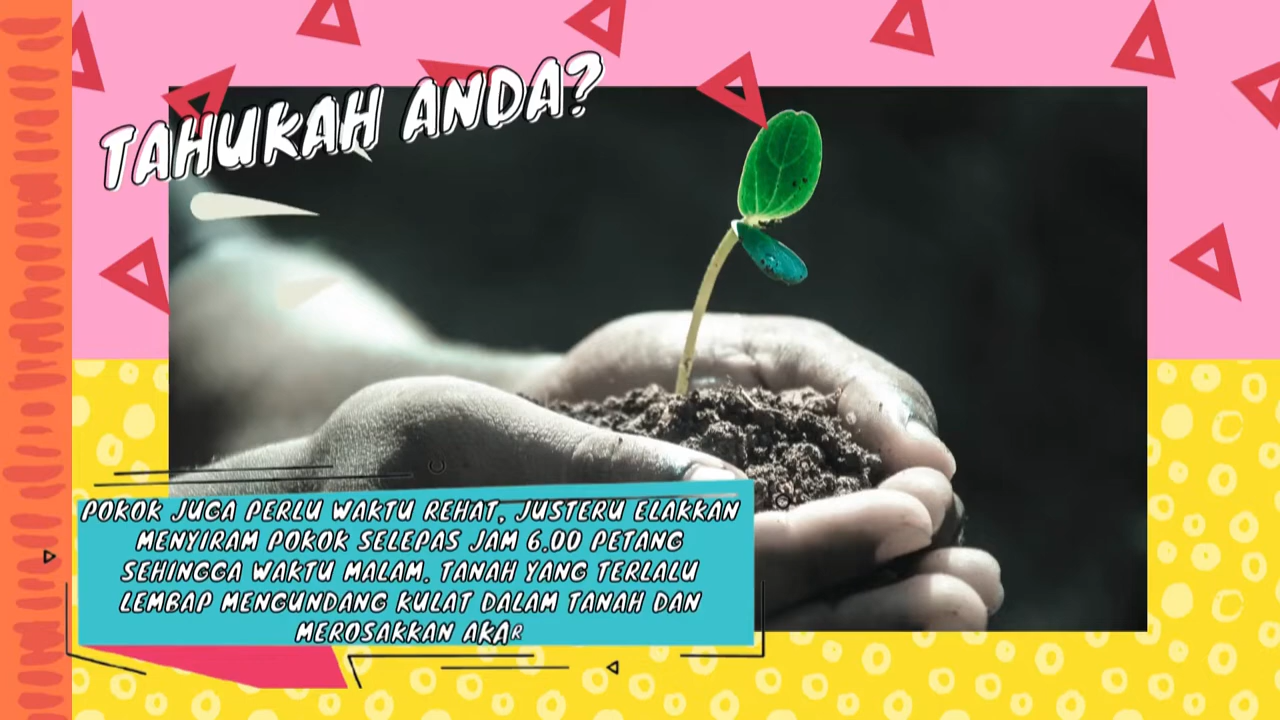 TAHUKAH ANDA?
POKOK JUGA PERLU WAKTU REHAT, JUSTERU ELAKKAN
MENYIRAM POKOK SELEPAS JAM 6.00 PETANG
SEHINGGA WAKTU MALAM. TANAH YANG TERLALU
LEMBAP MENGUNDANG KULAT DALAM TANAH DAN
MEROSAKKAN AKAR